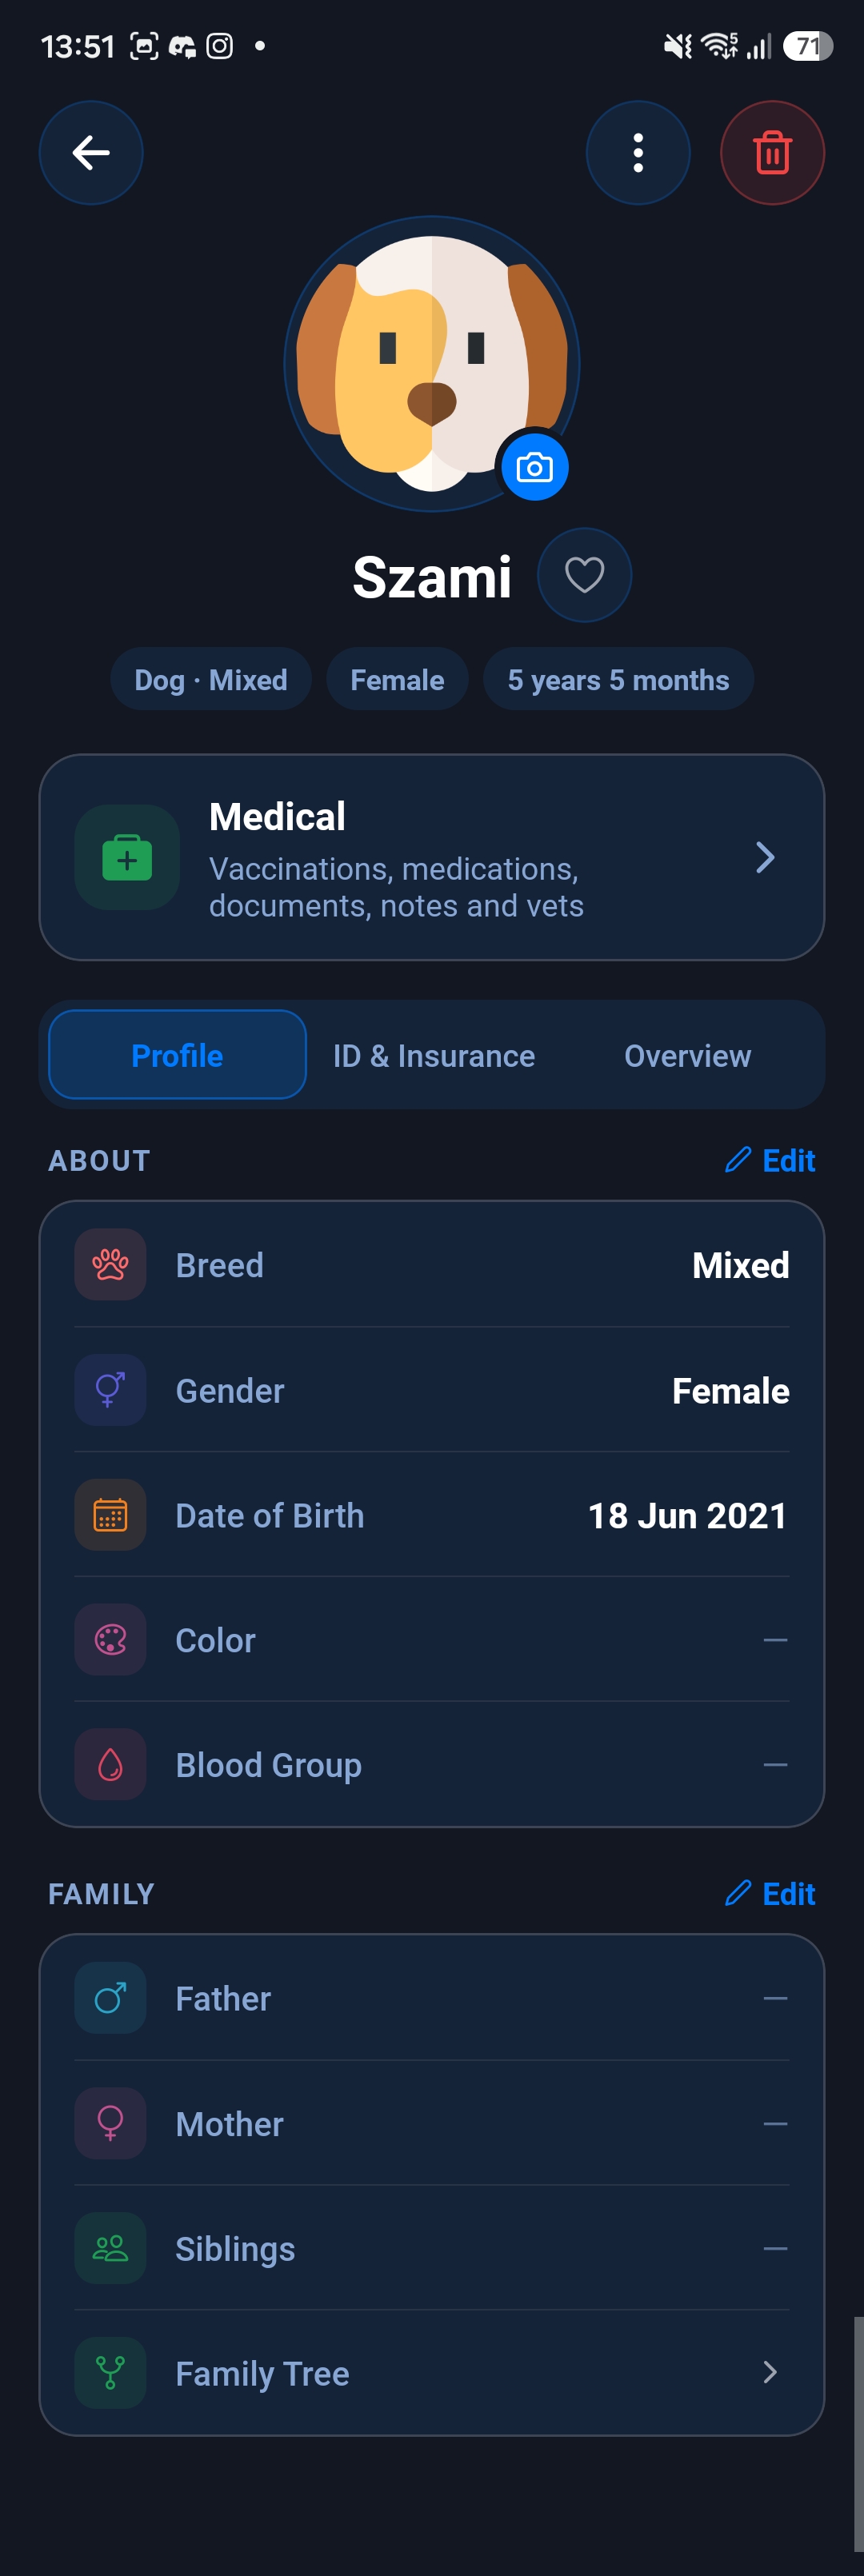 13:51
5
71
Szami
Dog · Mixed
Female
5 years 5 months
Medical
Vaccinations, medications,
documents, notes and vets
Profile
ID & Insurance
Overview
ABOUT
Edit
Breed
Mixed
Gender
Female
Date of Birth
18 Jun 2021
Color
—
Blood Group
—
FAMILY
Edit
Father
—
Mother
—
Siblings
—
Family Tree